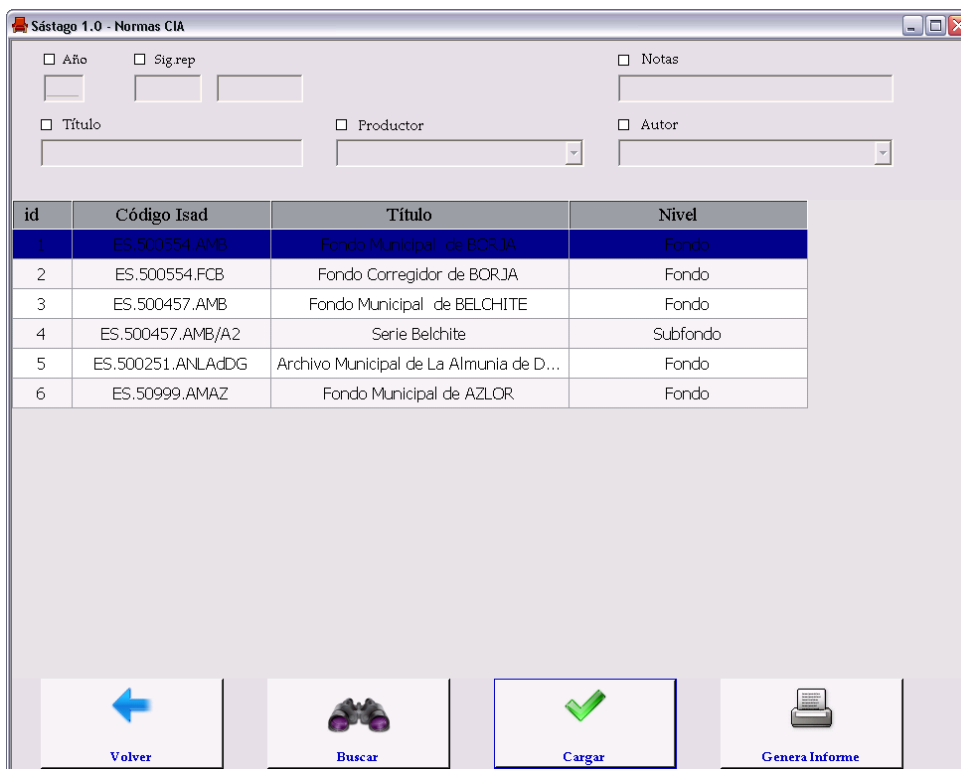 Sástago 1.0 - Normas CIA
Año Sig.rep Notas
Título Productor Autor
id Código Isad Título Nivel
1 ES.500554.AMB Fondo Municipal de BORJA Fondo
2 ES.500554.FCB Fondo Corregidor de BORJA Fondo
3 ES.500457.AMB Fondo Municipal de BELCHITE Fondo
4 ES.500457.AMB/A2 Serie Belchite Subfondo
5 ES.500251.ANLAdDG Archivo Municipal de La Almunia de D... Fondo
6 ES.50999.AMAZ Fondo Municipal de AZLOR Fondo
Volver Buscar Cargar Genera Informe